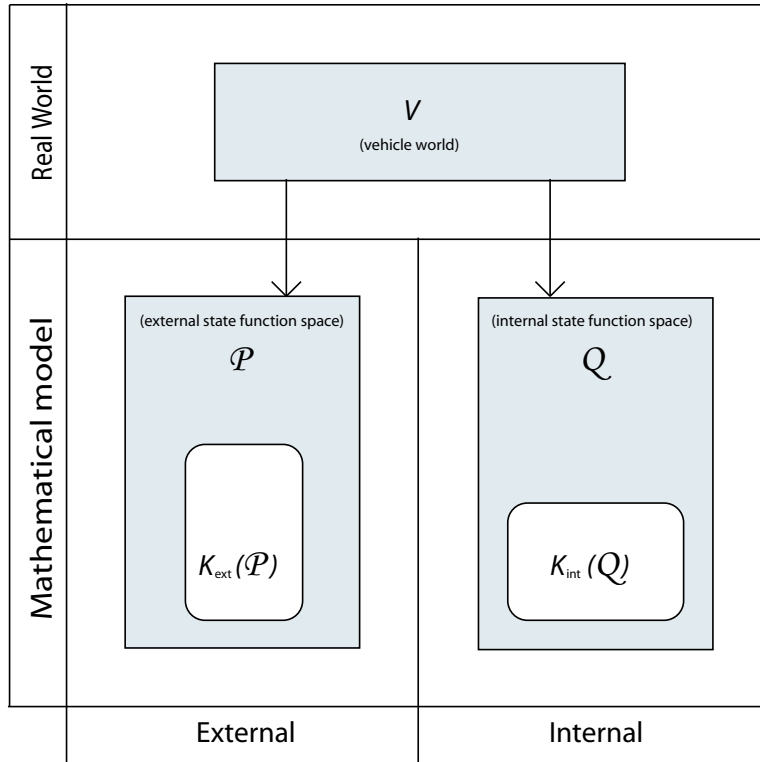 Real World
V
(vehicle world)
Mathematical model
(external state function space)
𝒫
K_ext (𝒫)
(internal state function space)
𝒬
K_int (𝒬)
External
Internal